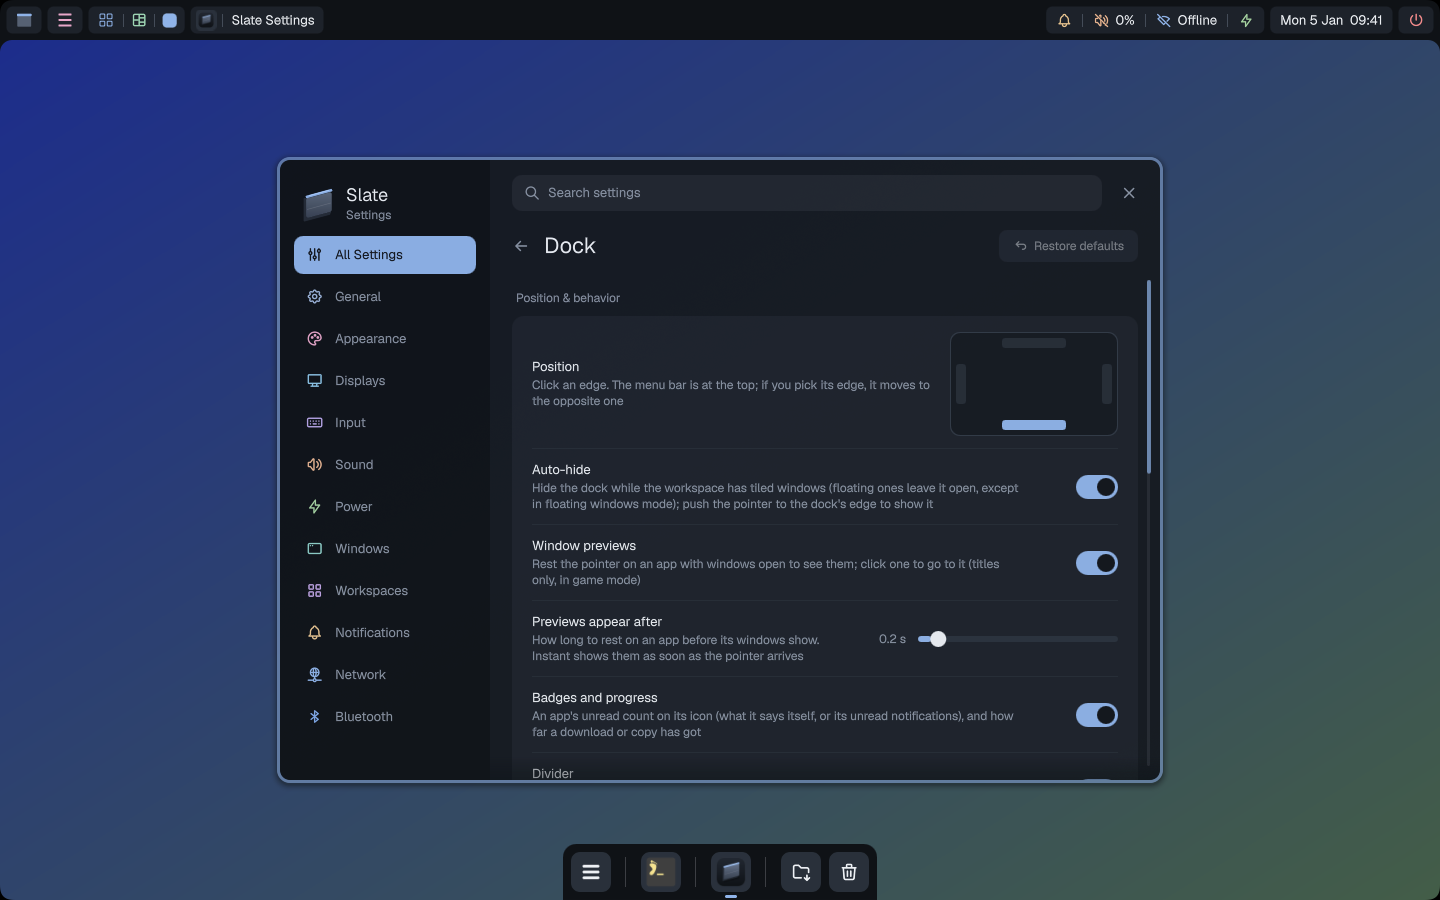 Slate Settings
0%
Offline
Mon 5 Jan 09:41
Slate
Settings
All Settings
General
Appearance
Displays
Input
Sound
Power
Windows
Workspaces
Notifications
Network
Bluetooth
Search settings
Dock
Restore defaults
Position & behavior
Position
Click an edge. The menu bar is at the top; if you pick its edge, it moves to
the opposite one
Auto-hide
Hide the dock while the workspace has tiled windows (floating ones leave it open, except
in floating windows mode); push the pointer to the dock's edge to show it
Window previews
Rest the pointer on an app with windows open to see them; click one to go to it (titles
only, in game mode)
Previews appear after
How long to rest on an app before its windows show.
Instant shows them as soon as the pointer arrives
0.2 s
Badges and progress
An app's unread count on its icon (what it says itself, or its unread notifications), and how
far a download or copy has got
Divider